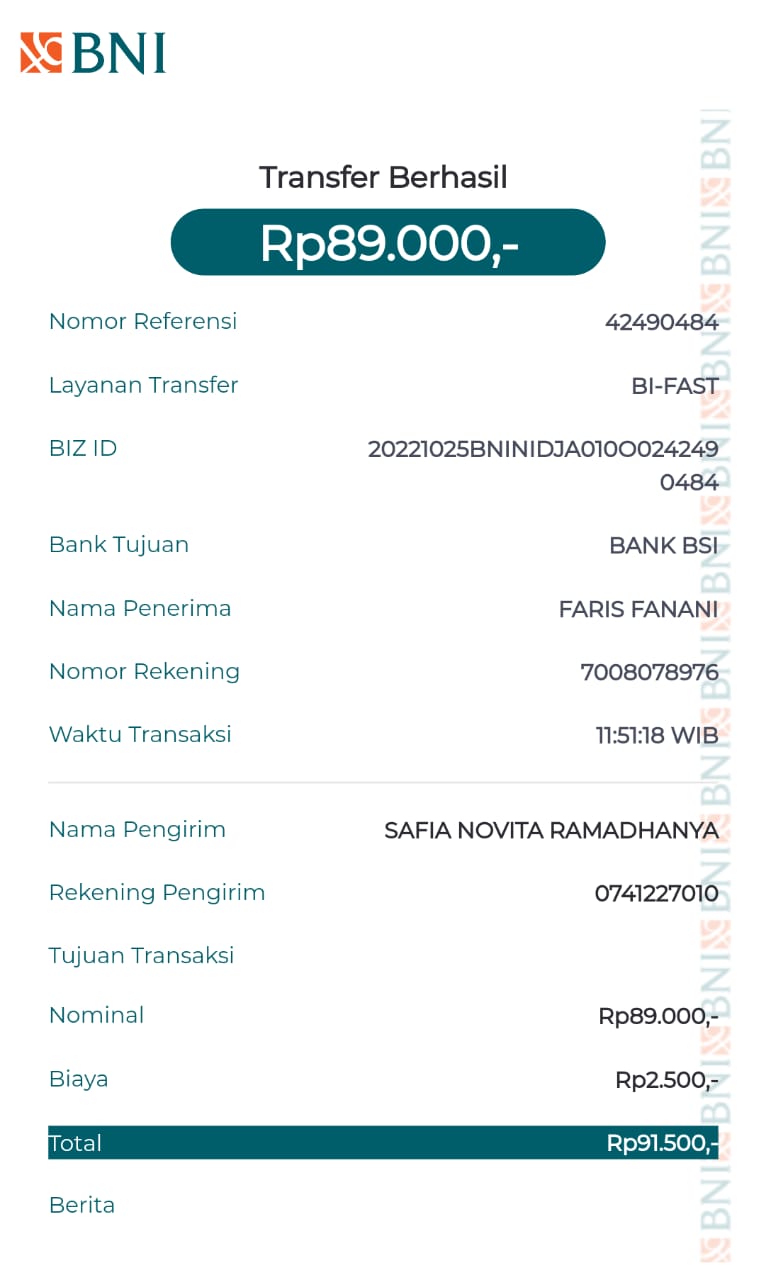 BNI
Transfer Berhasil
Rp89.000,-
Nomor Referensi 42490484
Layanan Transfer BI-FAST
BIZ ID 20221025BNINIDJA010O024249
0484
Bank Tujuan BANK BSI
Nama Penerima FARIS FANANI
Nomor Rekening 7008078976
Waktu Transaksi 11:51:18 WIB
Nama Pengirim SAFIA NOVITA RAMADHANYA
Rekening Pengirim 0741227010
Tujuan Transaksi
Nominal Rp89.000,-
Biaya Rp2.500,-
Total Rp91.500,-
Berita
BNI BNI BNI BNI BNI BNI BNI BNI BNI BNI BNI